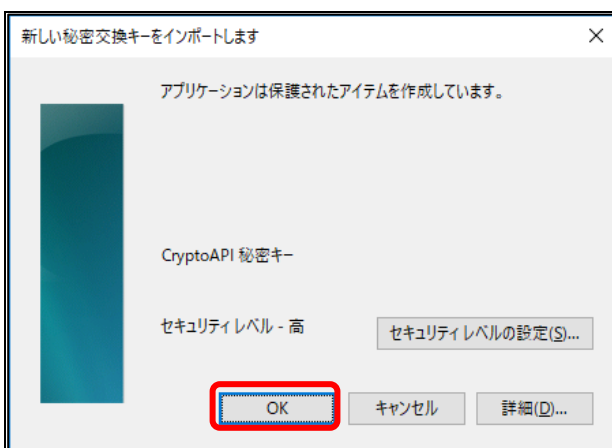 新しい秘密交換キーをインポートします
アプリケーションは保護されたアイテムを作成しています。
CryptoAPI 秘密キー
セキュリティ レベル - 高
セキュリティ レベルの設定(S)...
OK
キャンセル
詳細(D)...